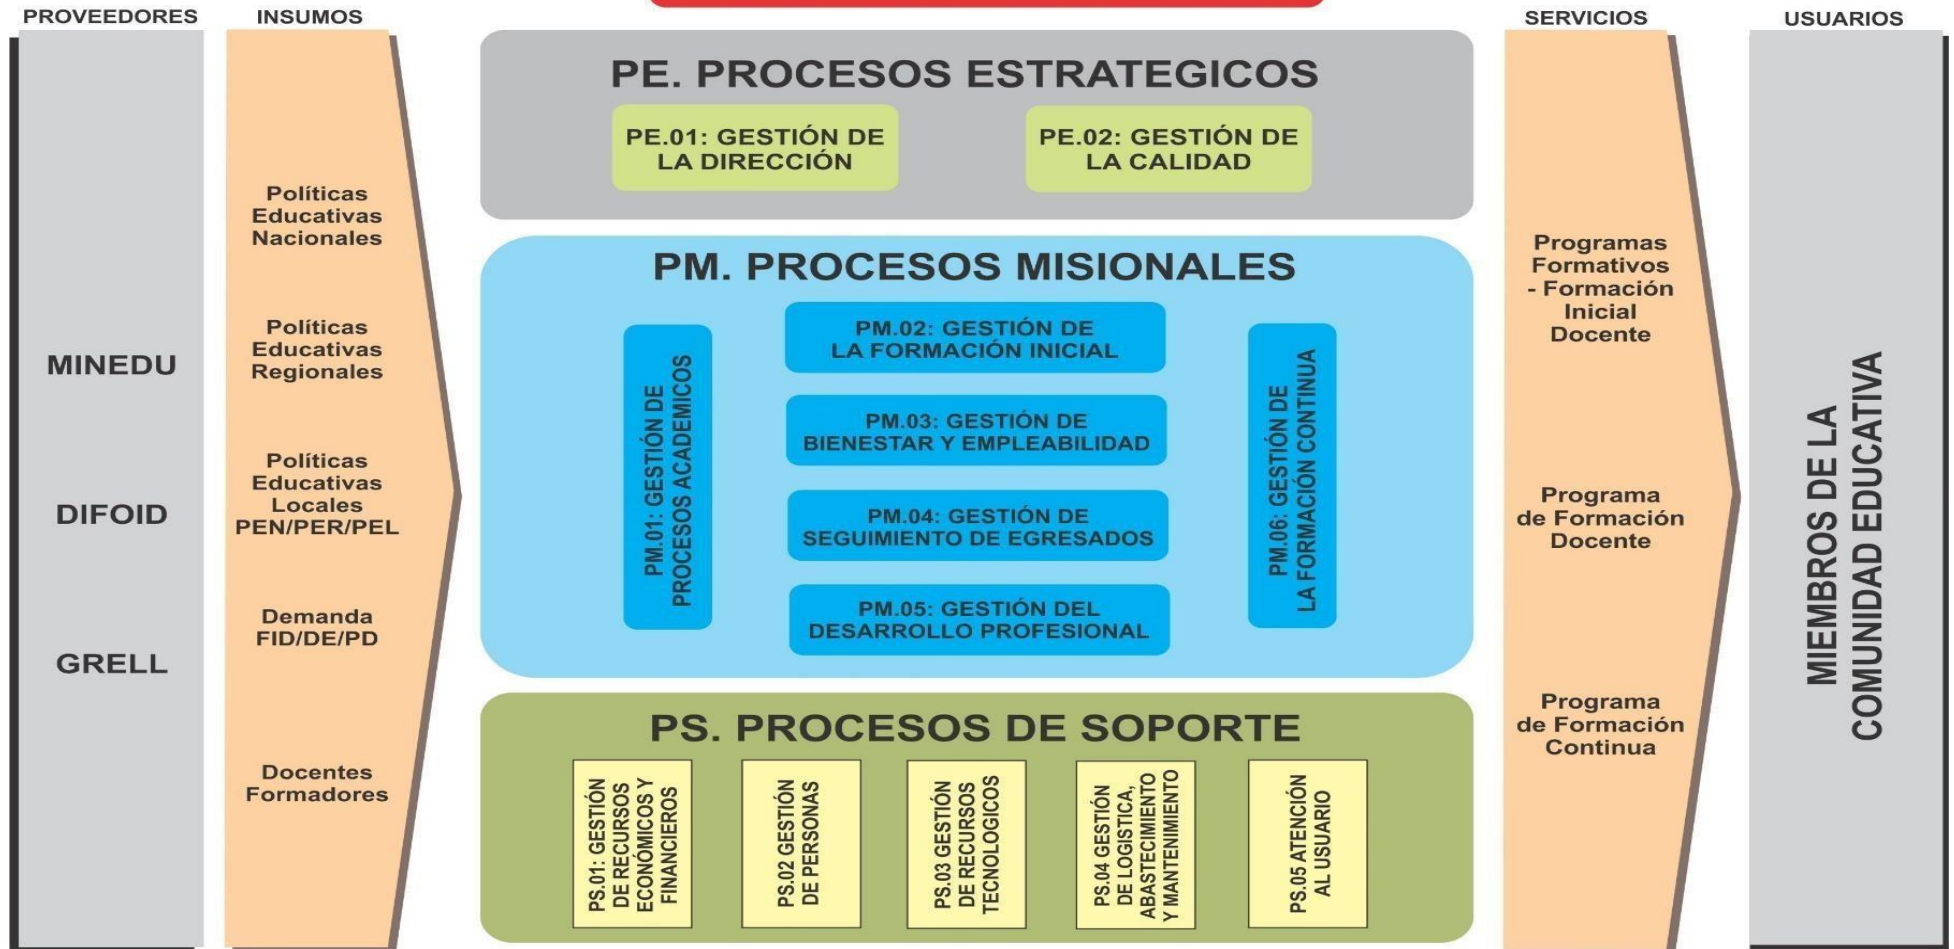 PROVEEDORES
MINEDU
DIFOID
GRELL
INSUMOS
Políticas
Educativas
Nacionales
Políticas
Educativas
Regionales
Políticas
Educativas
Locales
PEN/PER/PEL
Demanda
FID/DE/PD
Docentes
Formadores
PE. PROCESOS ESTRATEGICOS
PE.01: GESTIÓN DE
LA DIRECCIÓN
PE.02: GESTIÓN DE
LA CALIDAD
PM. PROCESOS MISIONALES
PM.01: GESTIÓN DE
PROCESOS ACADEMICOS
PM.02: GESTIÓN DE
LA FORMACIÓN INICIAL
PM.03: GESTIÓN DE
BIENESTAR Y EMPLEABILIDAD
PM.04: GESTIÓN DE
SEGUIMIENTO DE EGRESADOS
PM.05: GESTIÓN DEL
DESARROLLO PROFESIONAL
PM.06: GESTIÓN DE
LA FORMACIÓN CONTINUA
PS. PROCESOS DE SOPORTE
PS.01: GESTIÓN
DE RECURSOS
ECONÓMICOS Y
FINANCIEROS
PS.02 GESTIÓN
DE PERSONAS
PS.03 GESTIÓN
DE RECURSOS
TECNOLOGICOS
PS.04 GESTIÓN
DE LOGISTICA,
ABASTECIMIENTO
Y MANTENIMIENTO
PS.05 ATENCIÓN
AL USUARIO
SERVICIOS
Programas
Formativos
- Formación
Inicial
Docente
Programa
de Formación
Docente
Programa
de Formación
Continua
USUARIOS
MIEMBROS DE LA
COMUNIDAD EDUCATIVA